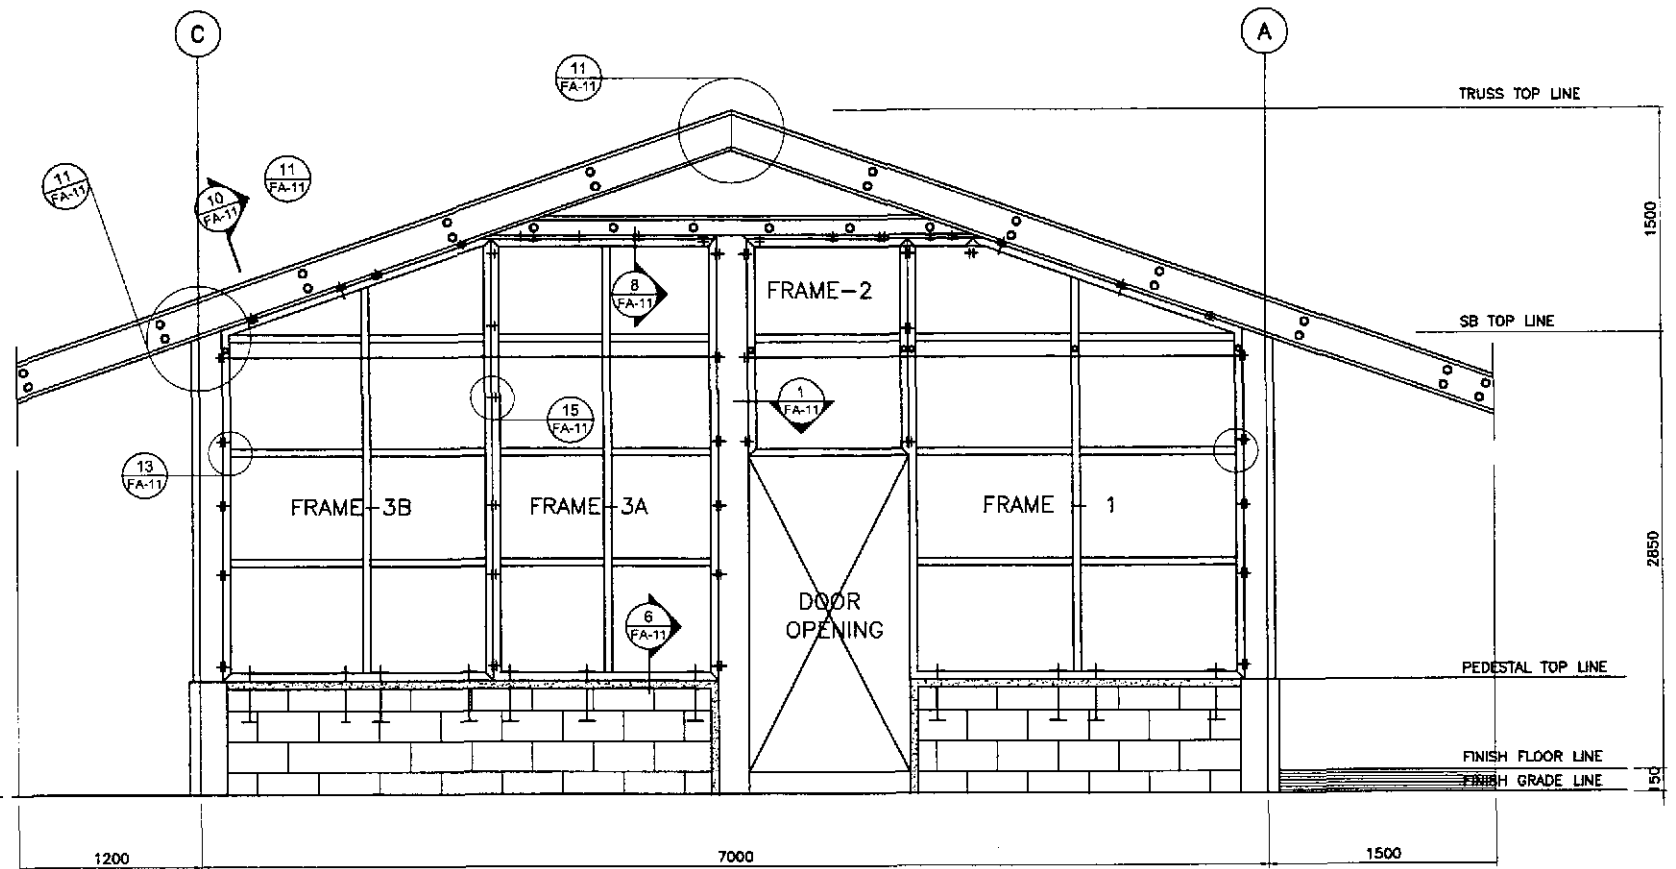 C
A
11
FA-11
TRUSS TOP LINE
11
FA-11
11
FA-11
10
FA-11
1500
8
FA-11
FRAME-2
SB TOP LINE
1
FA-11
15
FA-11
13
FA-11
FRAME-3B
FRAME-3A
FRAME - 1
2850
DOOR
OPENING
6
FA-11
PEDESTAL TOP LINE
FINISH FLOOR LINE
150
FINISH GRADE LINE
1200
7000
1500